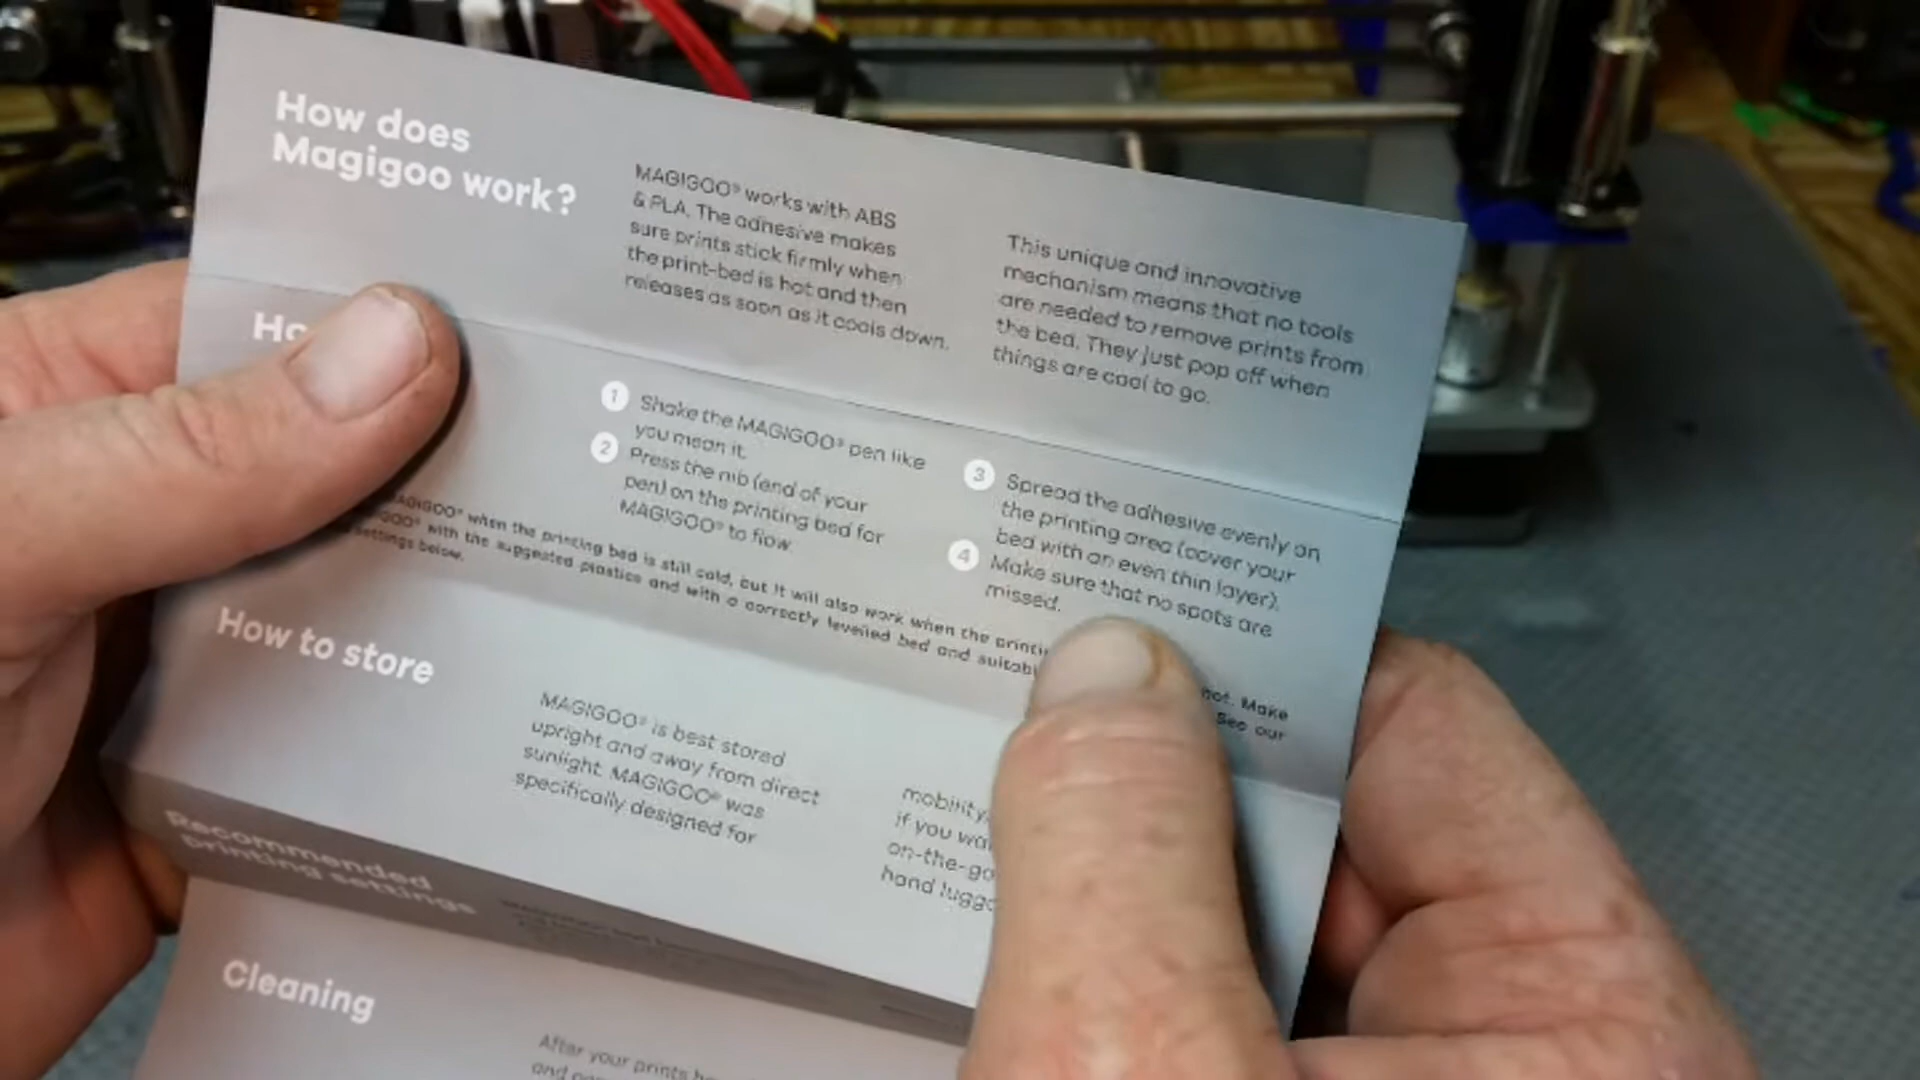 How does
Magigoo work?
MAGIGOO® works with ABS
& PLA. The adhesive makes
sure prints stick firmly when
the print-bed is hot and then
releases as soon as it cools down.
This unique and innovative
mechanism means that no tools
are needed to remove prints from
the bed. They just pop off when
things are cool to go.
1 Shake the MAGIGOO® pen like
you mean it.
2 Press the nib (end of your
pen) on the printing bed for
MAGIGOO® to flow.
3 Spread the adhesive evenly on
the printing area (cover your
bed with an even thin layer).
4 Make sure that no spots are
missed.
MAGIGOO® when the printing bed is still cold, but it will also work when the hot. Make
with the suggested plastics and with a correctly levelled bed and See our
settings below.
How to store
MAGIGOO® is best stored
upright and away from direct
sunlight. MAGIGOO® was
specifically designed for
mobility.
if you
on-the-go
hand
Recommended
printing settings
Cleaning
After your prints